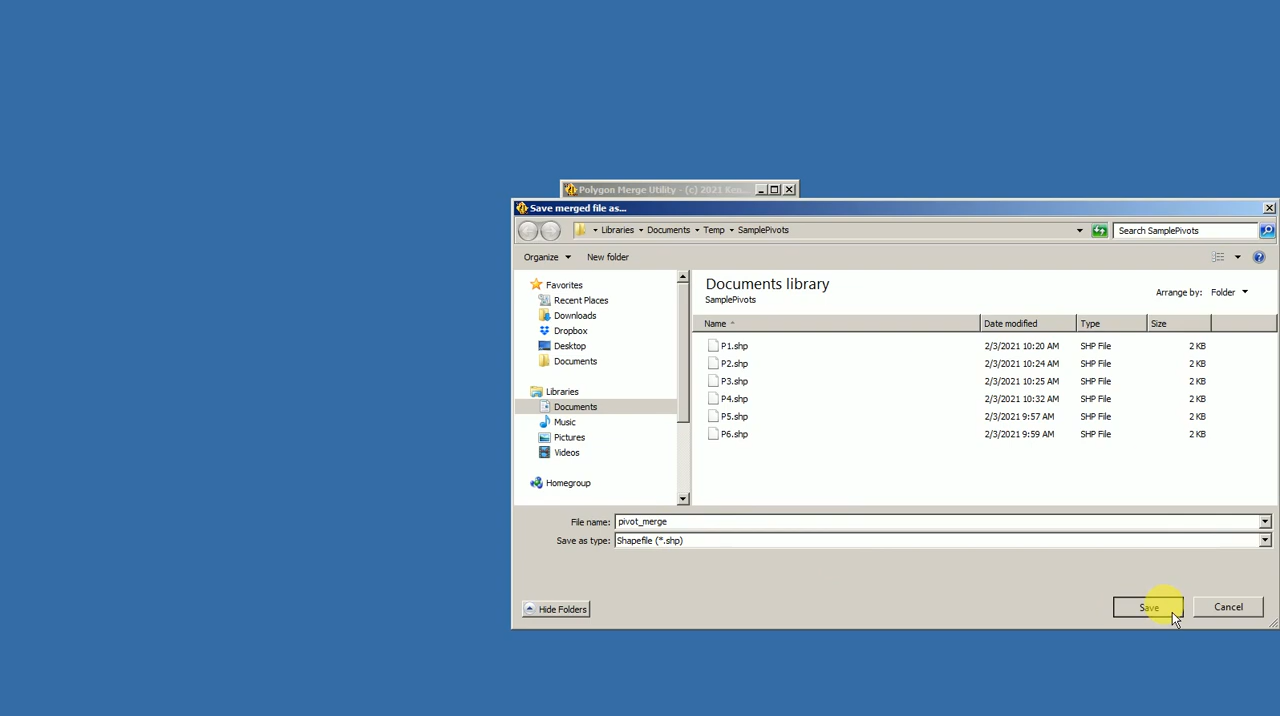 Polygon Merge Utility - (c) 2021 Ken...
Save merged file as...
Libraries Documents Temp SamplePivots
Search SamplePivots
Organize
New folder
Favorites
Recent Places
Downloads
Dropbox
Desktop
Documents
Libraries
Documents
Music
Pictures
Videos
Homegroup
Documents library
SamplePivots
Arrange by: Folder
Name Date modified Type Size
P1.shp 2/3/2021 10:20 AM SHP File 2 KB
P2.shp 2/3/2021 10:24 AM SHP File 2 KB
P3.shp 2/3/2021 10:25 AM SHP File 2 KB
P4.shp 2/3/2021 10:32 AM SHP File 2 KB
P5.shp 2/3/2021 9:57 AM SHP File 2 KB
P6.shp 2/3/2021 9:59 AM SHP File 2 KB
File name: pivot_merge
Save as type: Shapefile (*.shp)
Hide Folders
Save
Cancel